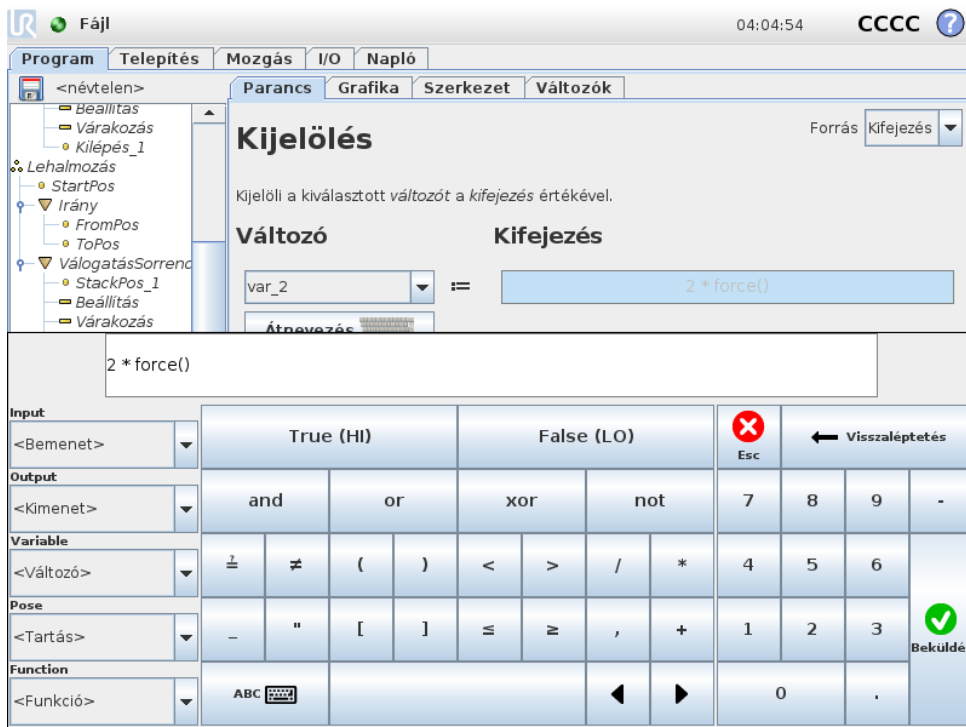 UR Fájl 04:04:54 CCCC ?
Program Telepítés Mozgás I/O Napló
<névtelen> Parancs Grafika Szerkezet Változók
Beállítás
Várakozás
Kilépés_1
Lehalmozás
StartPos
Irány
FromPos
ToPos
VálogatásSorrend
StackPos_1
Beállítás
Várakozás
Kijelölés
Forrás Kifejezés
Kijelöli a kiválasztott változót a kifejezés értékével.
Változó Kifejezés
var_2 := 2 * force()
Átnevezés
2 * force()
Input
<Bemenet>
Output
<Kimenet>
Variable
<Változó>
Pose
<Tartás>
Function
<Funkció>
True (HI) False (LO) Esc Visszaléptetés
and or xor not 7 8 9 -
≟ ≠ ( ) < > / * 4 5 6
_ " [ ] ≤ ≥ , + 1 2 3
Beküldé
ABC 0 .